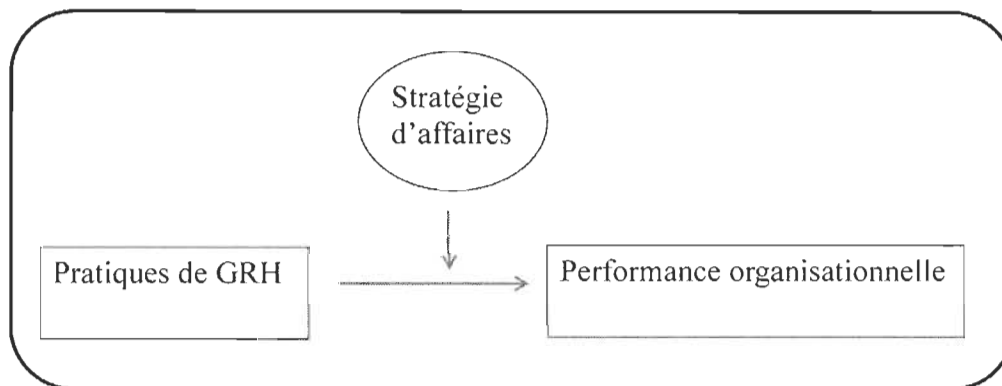 Stratégie
d'affaires
Pratiques de GRH
Performance organisationnelle